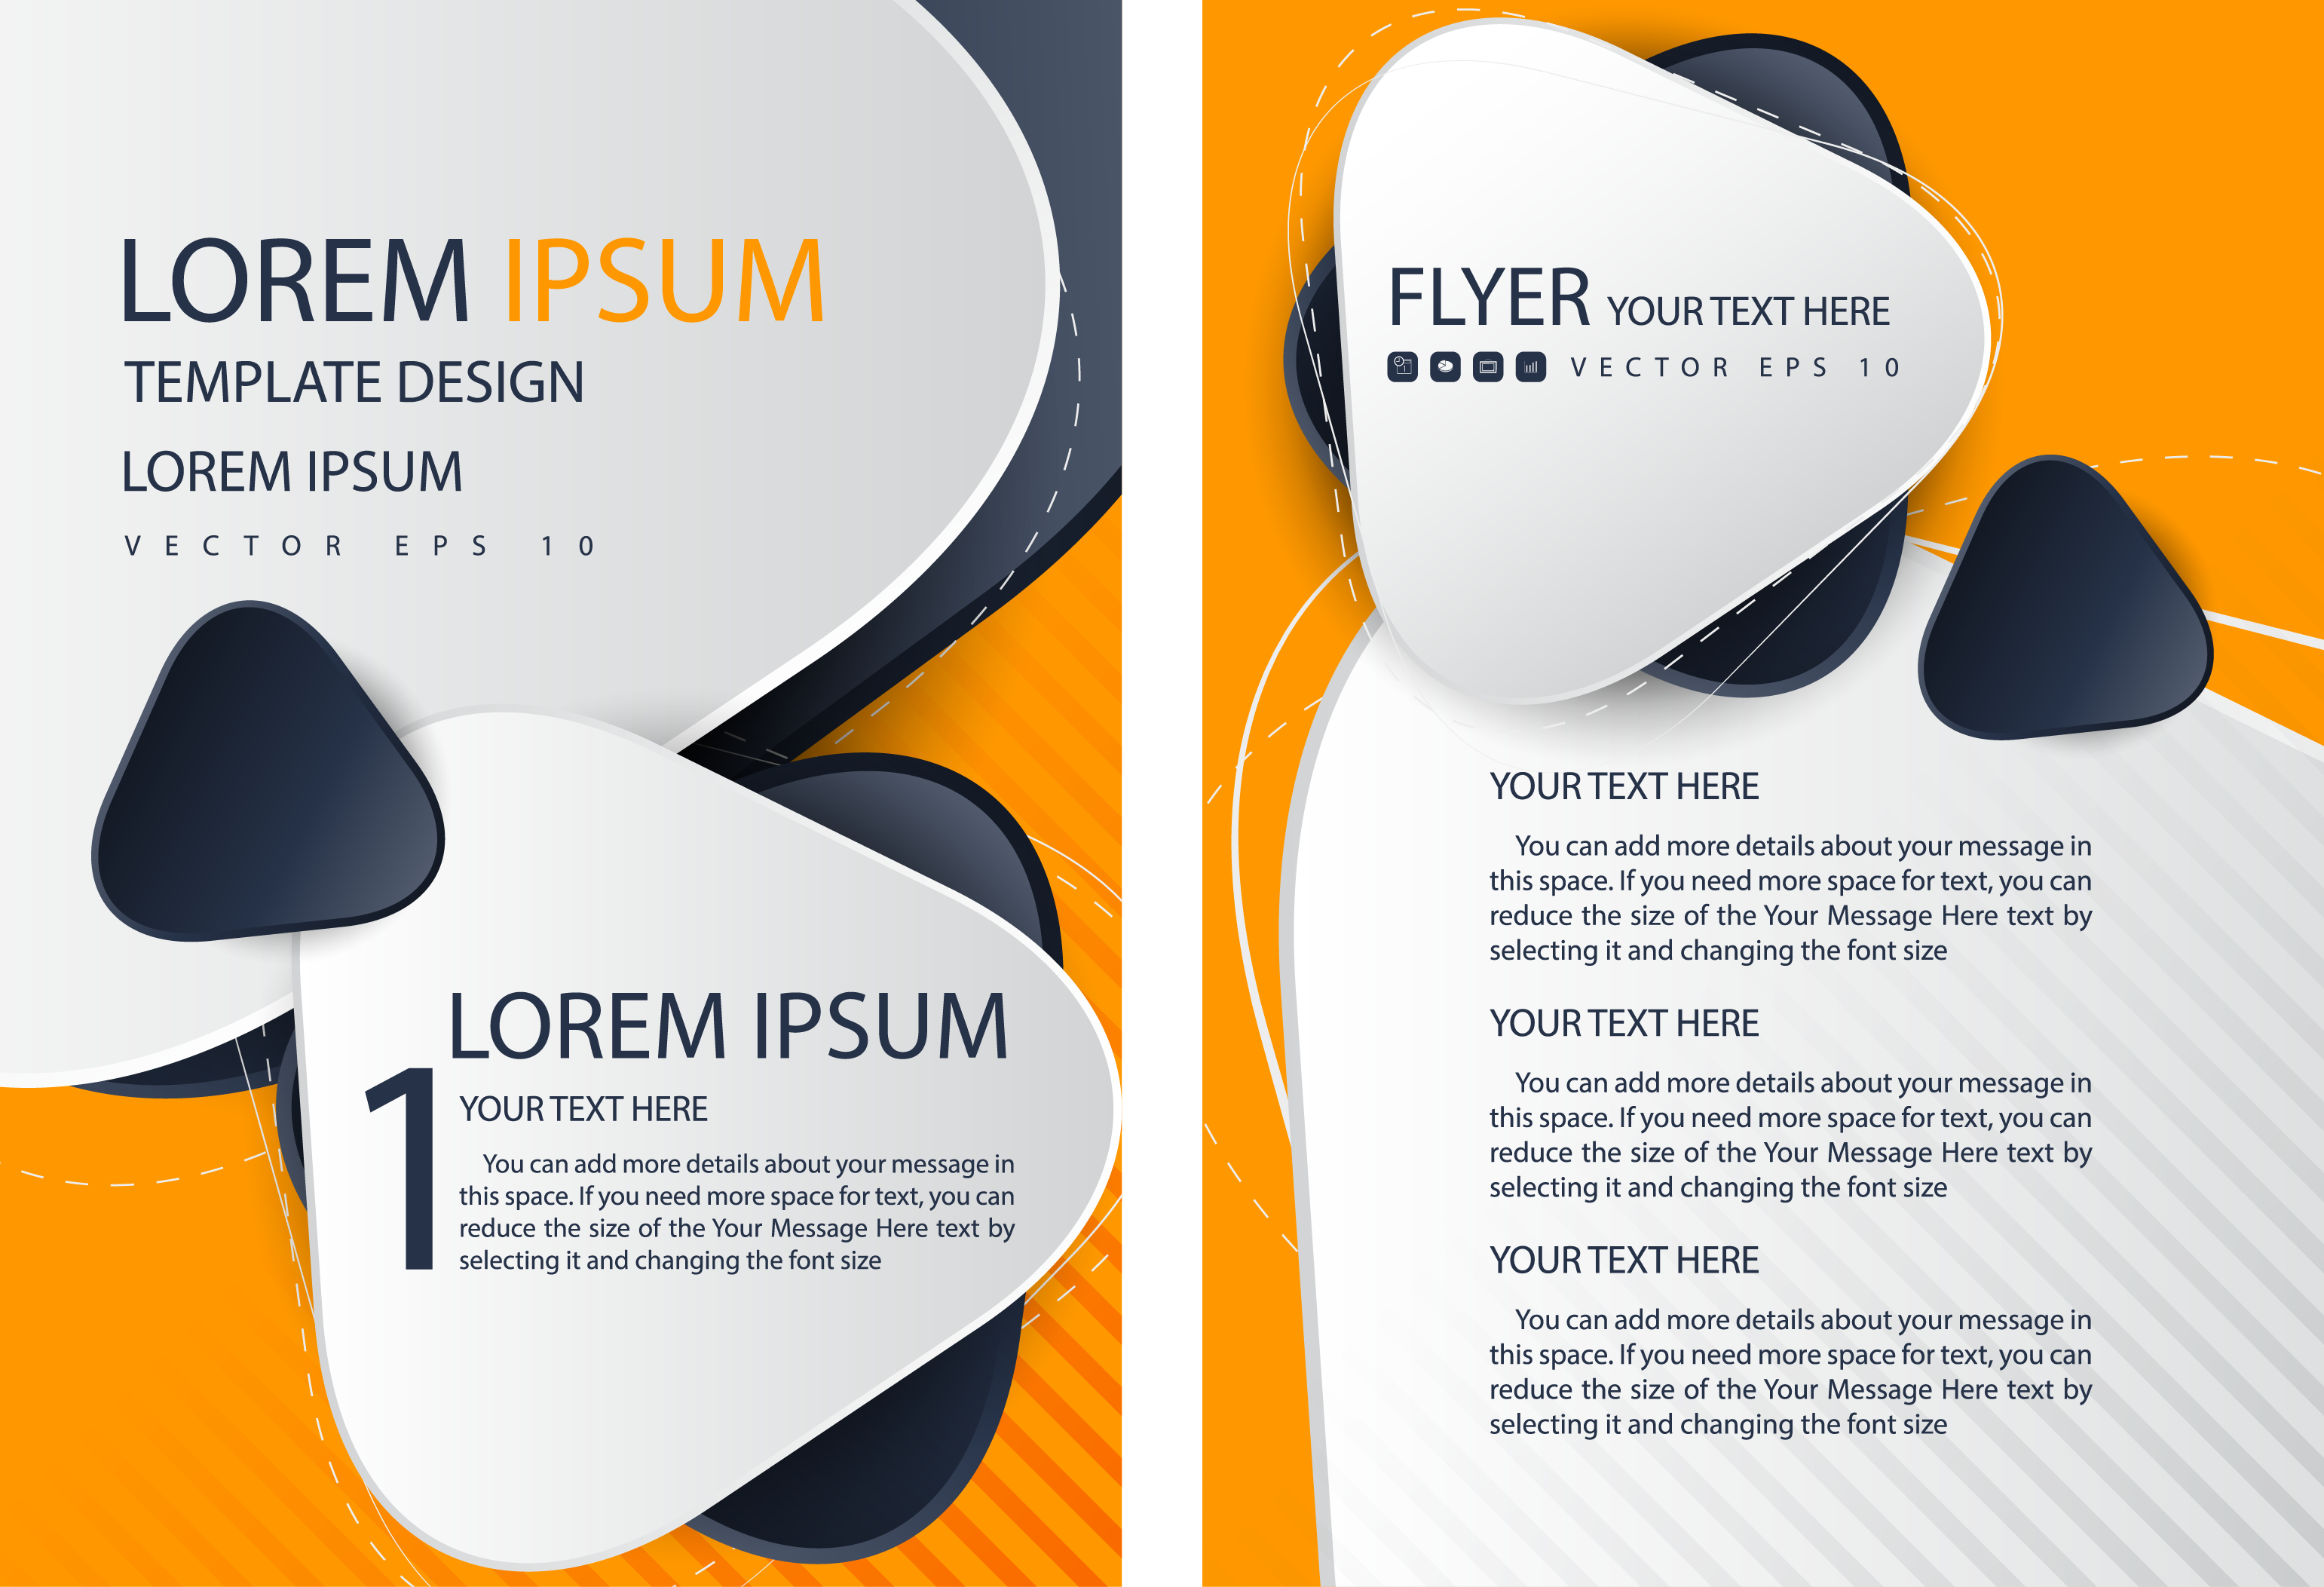 LOREM IPSUM
TEMPLATE DESIGN
LOREM IPSUM
VECTOR EPS 10
LOREM IPSUM
1
YOUR TEXT HERE
You can add more details about your message in
this space. If you need more space for text, you can
reduce the size of the Your Message Here text by
selecting it and changing the font size
FLYER YOUR TEXT HERE
VECTOR EPS 10
YOUR TEXT HERE
You can add more details about your message in
this space. If you need more space for text, you can
reduce the size of the Your Message Here text by
selecting it and changing the font size
YOUR TEXT HERE
You can add more details about your message in
this space. If you need more space for text, you can
reduce the size of the Your Message Here text by
selecting it and changing the font size
YOUR TEXT HERE
You can add more details about your message in
this space. If you need more space for text, you can
reduce the size of the Your Message Here text by
selecting it and changing the font size